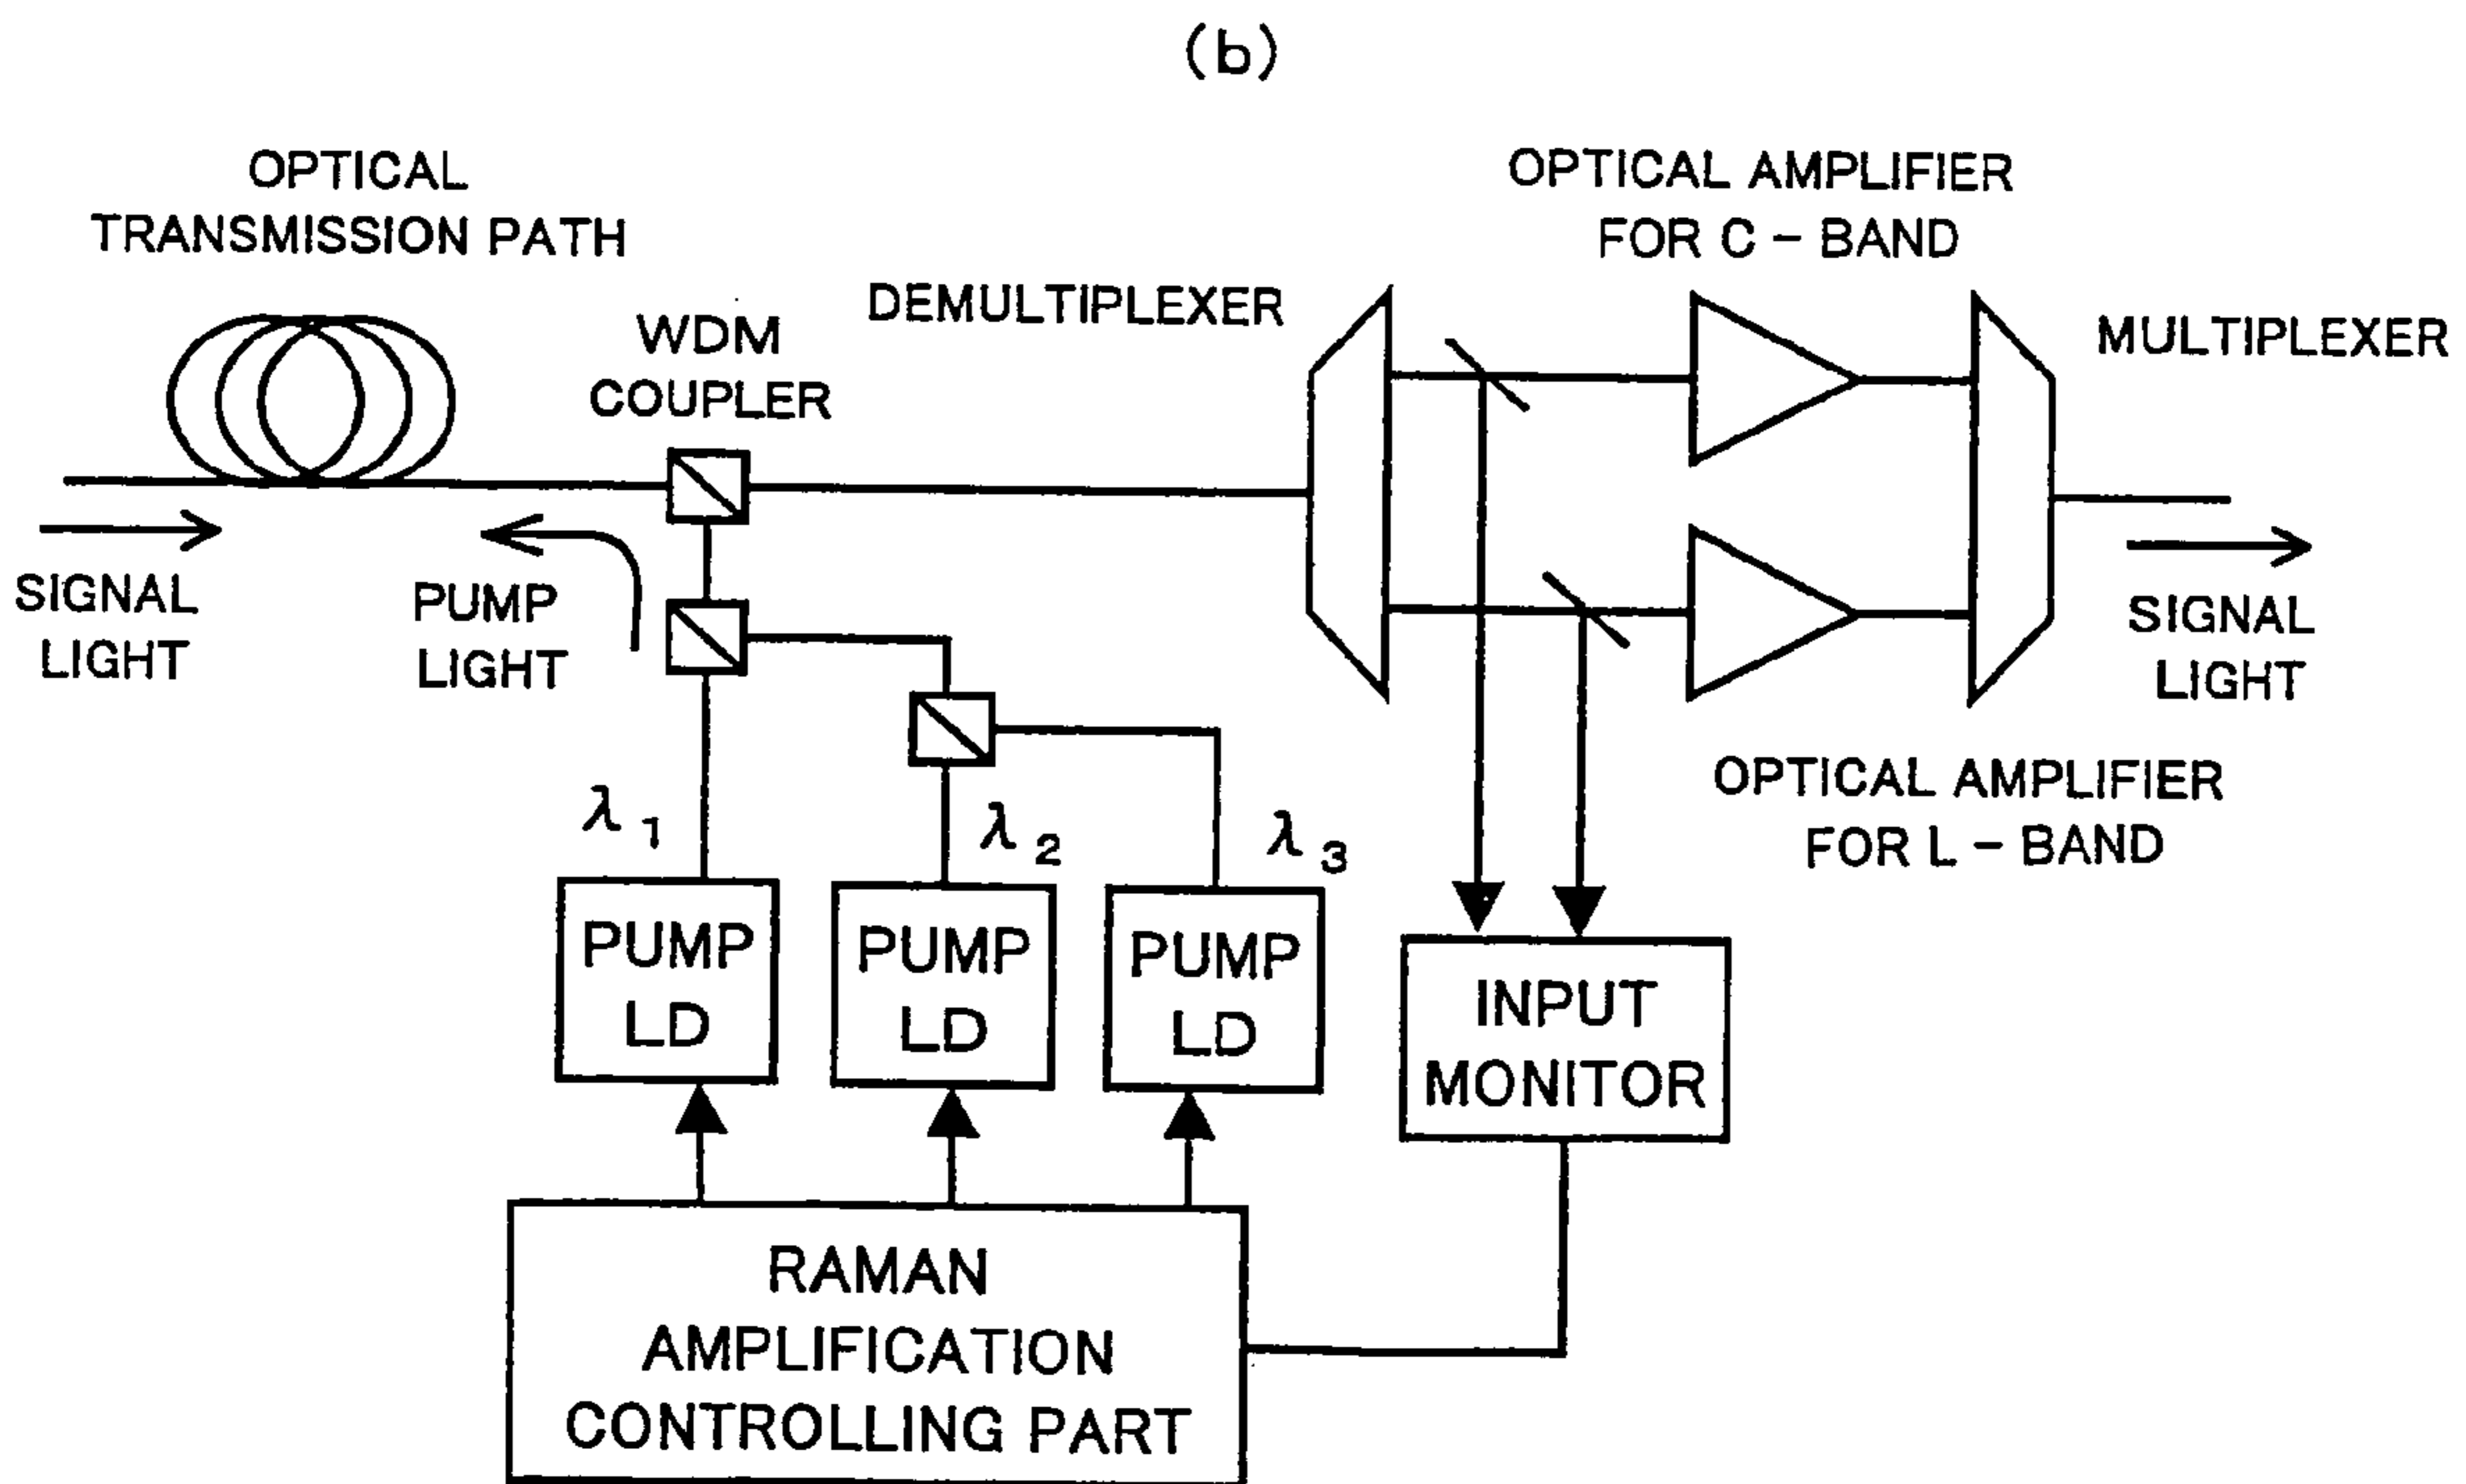 (b)
OPTICAL
TRANSMISSION PATH
OPTICAL AMPLIFIER
FOR C - BAND
DEMULTIPLEXER
WDM
COUPLER
MULTIPLEXER
SIGNAL
LIGHT
PUMP
LIGHT
SIGNAL
LIGHT
OPTICAL AMPLIFIER
FOR L - BAND
λ 1
λ 2
λ 3
PUMP
LD
PUMP
LD
PUMP
LD
INPUT
MONITOR
RAMAN
AMPLIFICATION
CONTROLLING PART